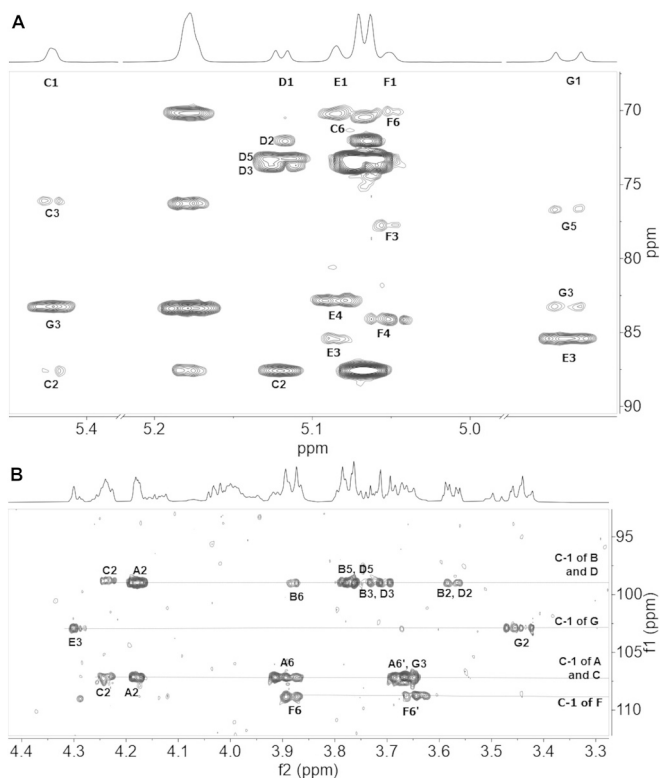 A
C1 D1 E1 F1 G1
70
C6 F6
D2
D5
D3
75
C3 G5
F3
80
ppm
E4
G3 G3
F4
85
E3 E3
C2 C2
90
5.4 5.2 5.1 5.0
ppm
B
95
C2 A2 B5, D5 C-1 of B
and D
B6 B3, D3 B2, D2
100
C-1 of G
E3 G2
105
C-1 of A
and C
C2 A2 A6 A6', G3
C-1 of F
F6 F6'
110
f1 (ppm)
4.4 4.3 4.2 4.1 4.0 3.9 3.8 3.7 3.6 3.5 3.4 3.3
f2 (ppm)